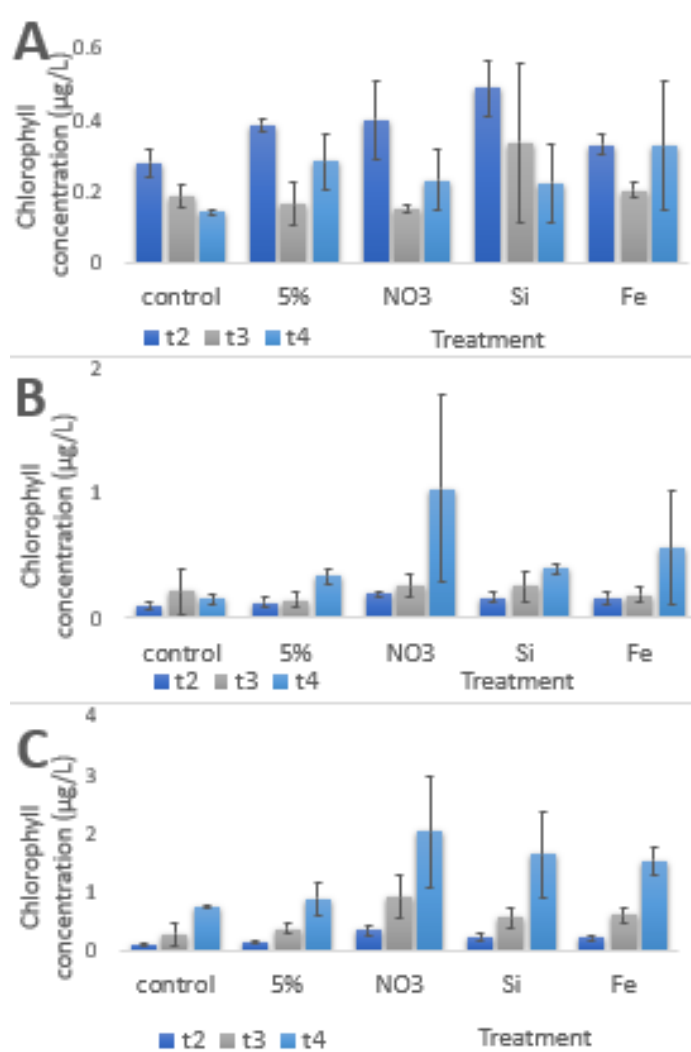 A
0.6
0.4
0.2
0
Chlorophyll
concentration (µg/L)
control 5% NO3 Si Fe
t2 t3 t4 Treatment
B
2
1
0
Chlorophyll
concentration (µg/L)
control 5% NO3 Si Fe
t2 t3 t4 Treatment
C
4
3
2
1
0
Chlorophyll
concentration (µg/L)
control 5% NO3 Si Fe
t2 t3 t4 Treatment